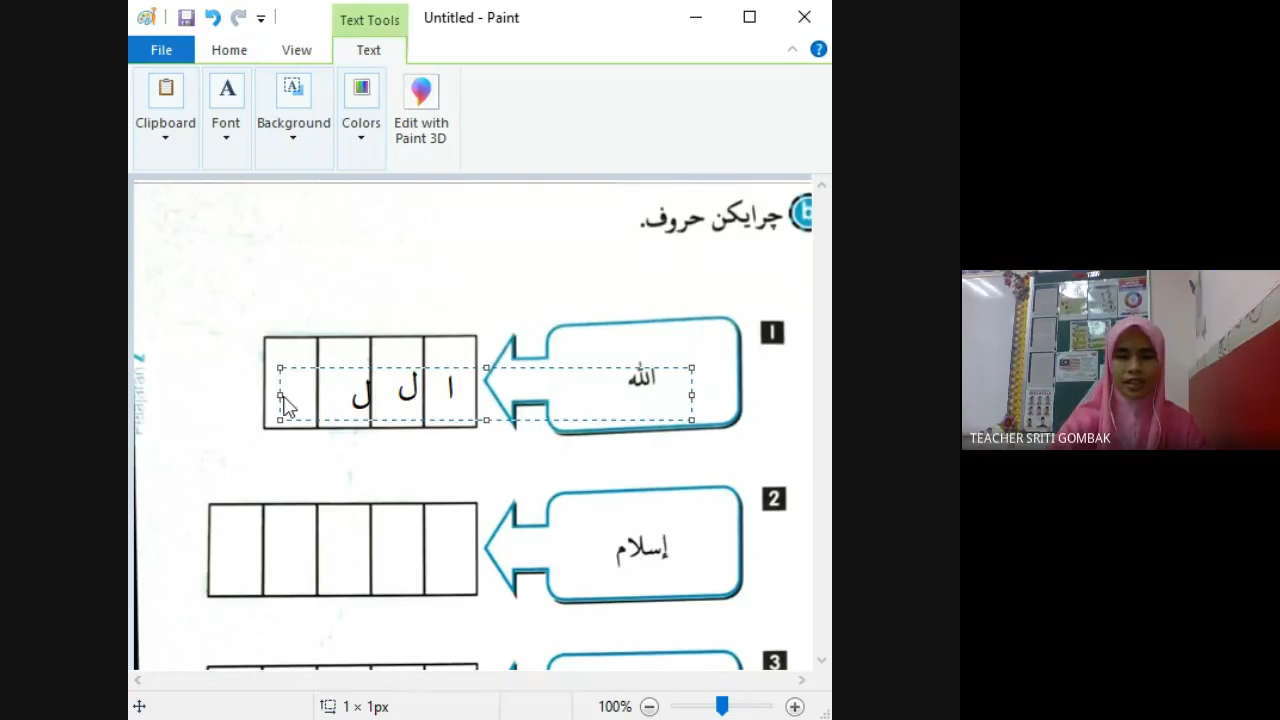 Text Tools
Untitled - Paint
File
Home
View
Text
Clipboard
Font
Background
Colors
Edit with
Paint 3D
b
چرايکن حروف.
1
الله
ا
ل
ل
2
إسلام
3
TEACHER SRITI GOMBAK
1 × 1px
100%